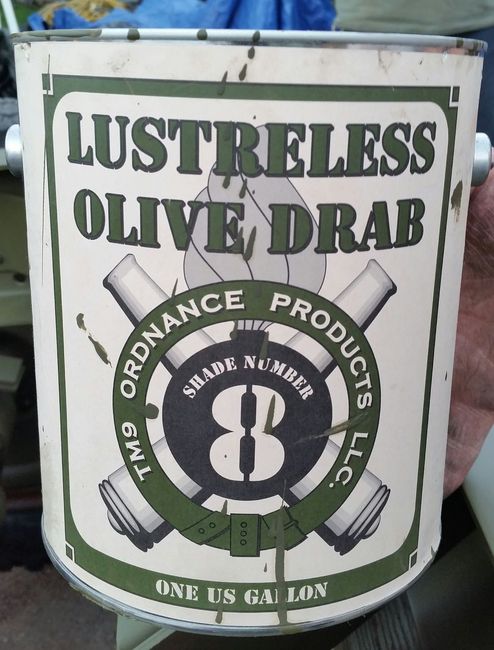 LUSTRELESS
OLIVE DRAB
TM9 ORDNANCE PRODUCTS LLC.
SHADE NUMBER
8
ONE US GALLON